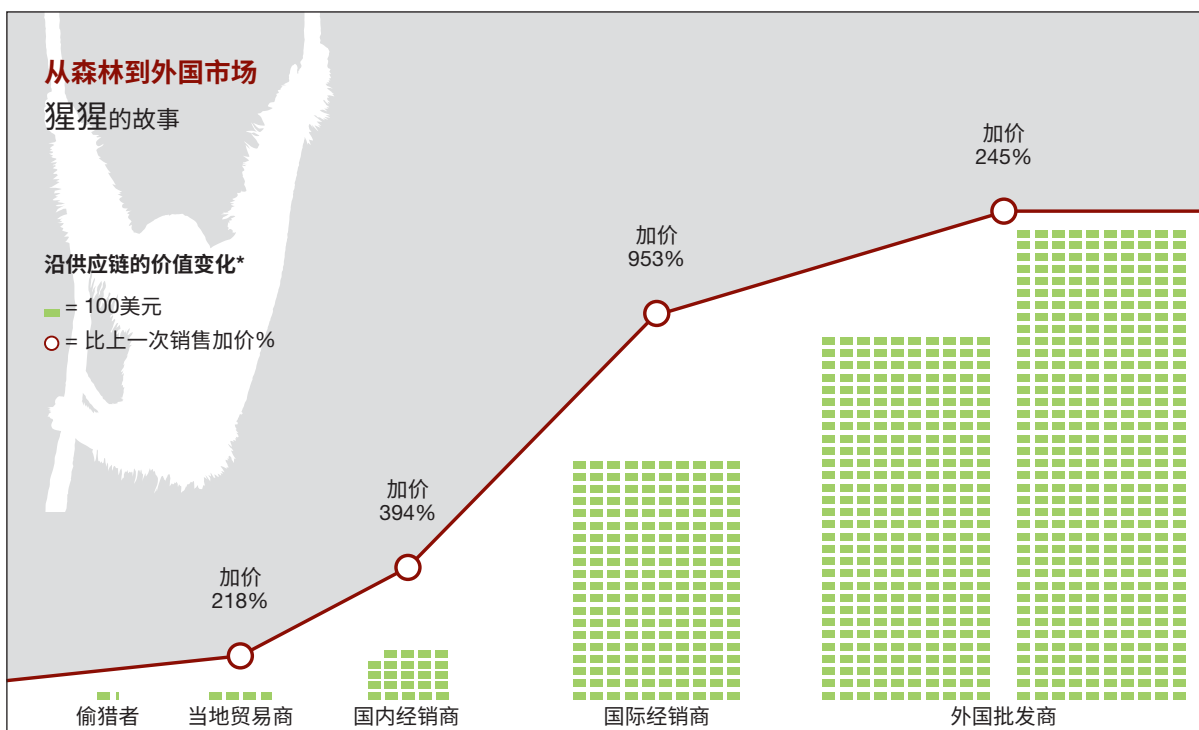 从森林到外国市场
猩猩的故事
沿供应链的价值变化*
= 100美元
= 比上一次销售加价%
加价
218%
加价
394%
加价
953%
加价
245%
偷猎者
当地贸易商
国内经销商
国际经销商
外国批发商